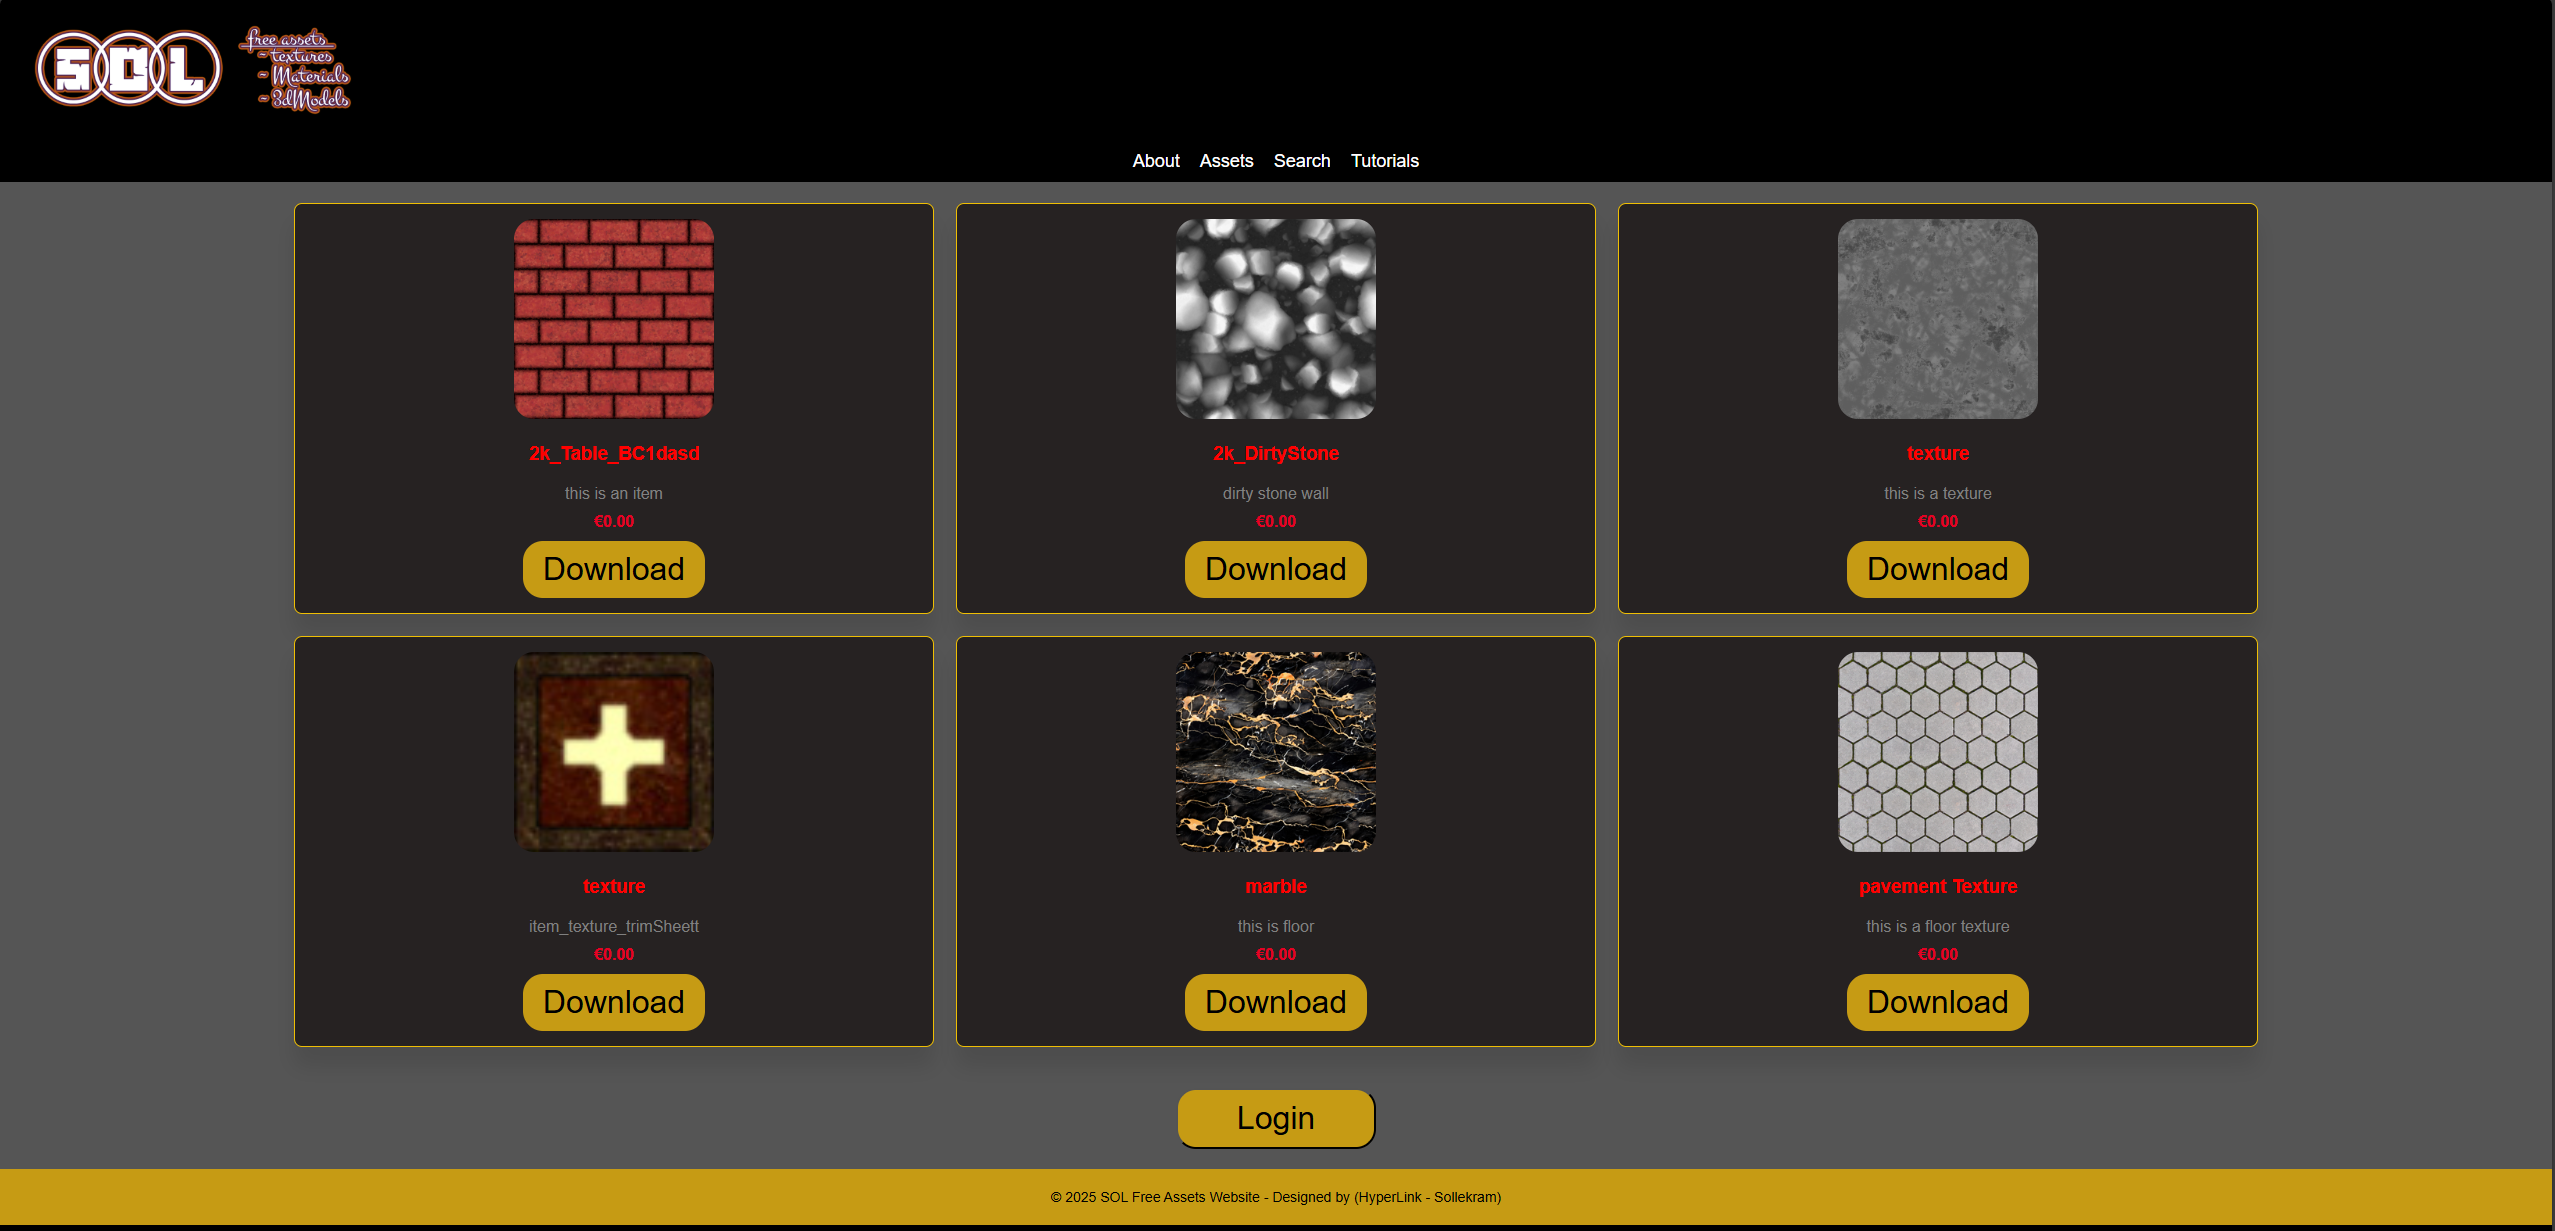 SOL
free assets
~ textures
~ Materials
~ 3dModels
About Assets Search Tutorials
2k_Table_BC1dasd
this is an item
€0.00
Download
2k_DirtyStone
dirty stone wall
€0.00
Download
texture
this is a texture
€0.00
Download
texture
item_texture_trimSheett
€0.00
Download
marble
this is floor
€0.00
Download
pavement Texture
this is a floor texture
€0.00
Download
Login
© 2025 SOL Free Assets Website - Designed by (HyperLink - Sollekram)